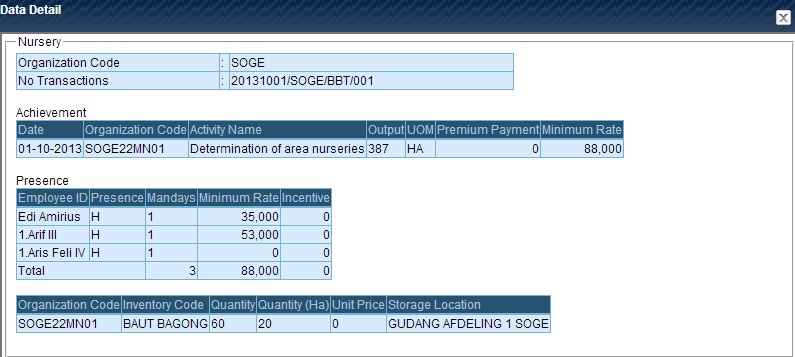 Data Detail
Nursery
Organization Code : SOGE
No Transactions : 20131001/SOGE/BBT/001
Achievement
Date Organization Code Activity Name Output UOM Premium Payment Minimum Rate
01-10-2013 SOGE22MN01 Determination of area nurseries 387 HA 0 88,000
Presence
Employee ID Presence Mandays Minimum Rate Incentive
Edi Amirius H 1 35,000 0
1.Arif III H 1 53,000 0
1.Aris Feli IV H 1 0 0
Total 3 88,000 0
Organization Code Inventory Code Quantity Quantity (Ha) Unit Price Storage Location
SOGE22MN01 BAUT BAGONG 60 20 0 GUDANG AFDELING 1 SOGE